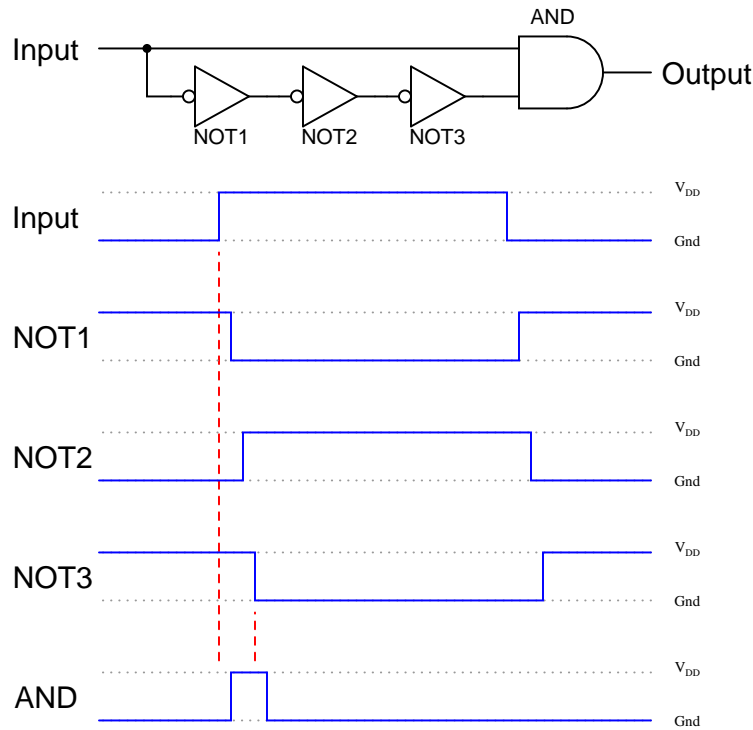 AND
Input
Output
NOT1 NOT2 NOT3
V_DD
Input
Gnd
V_DD
NOT1
Gnd
V_DD
NOT2
Gnd
V_DD
NOT3
Gnd
V_DD
AND
Gnd